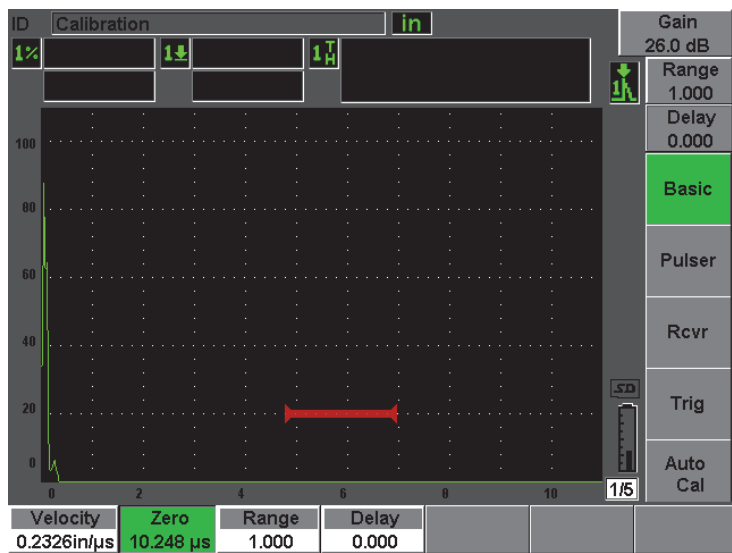 ID Calibration in
Gain
26.0 dB
1%
1
1 T H
Range
1.000
1
Delay
0.000
100
80
60
40
20
0
0 2 4 6 8 10
Basic
Pulser
Rcvr
SD
Trig
Auto
Cal
1/5
Velocity Zero Range Delay
0.2326in/µs 10.248 µs 1.000 0.000